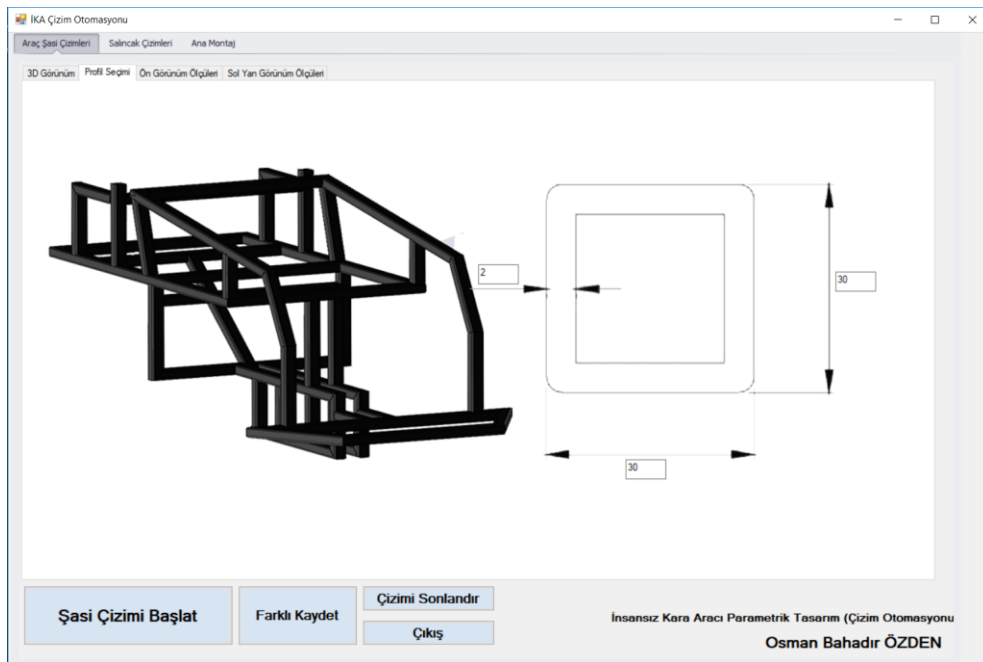 İKA Çizim Otomasyonu
Araç Şasi Çizimleri Salıncak Çizimleri Ana Montaj
3D Görünüm Profil Seçimi Ön Görünüm Ölçüleri Sol Yan Görünüm Ölçüleri
2
30
30
Şasi Çizimi Başlat
Farklı Kaydet
Çizimi Sonlandır
Çıkış
İnsansız Kara Aracı Parametrik Tasarım (Çizim Otomasyonu
Osman Bahadır ÖZDEN